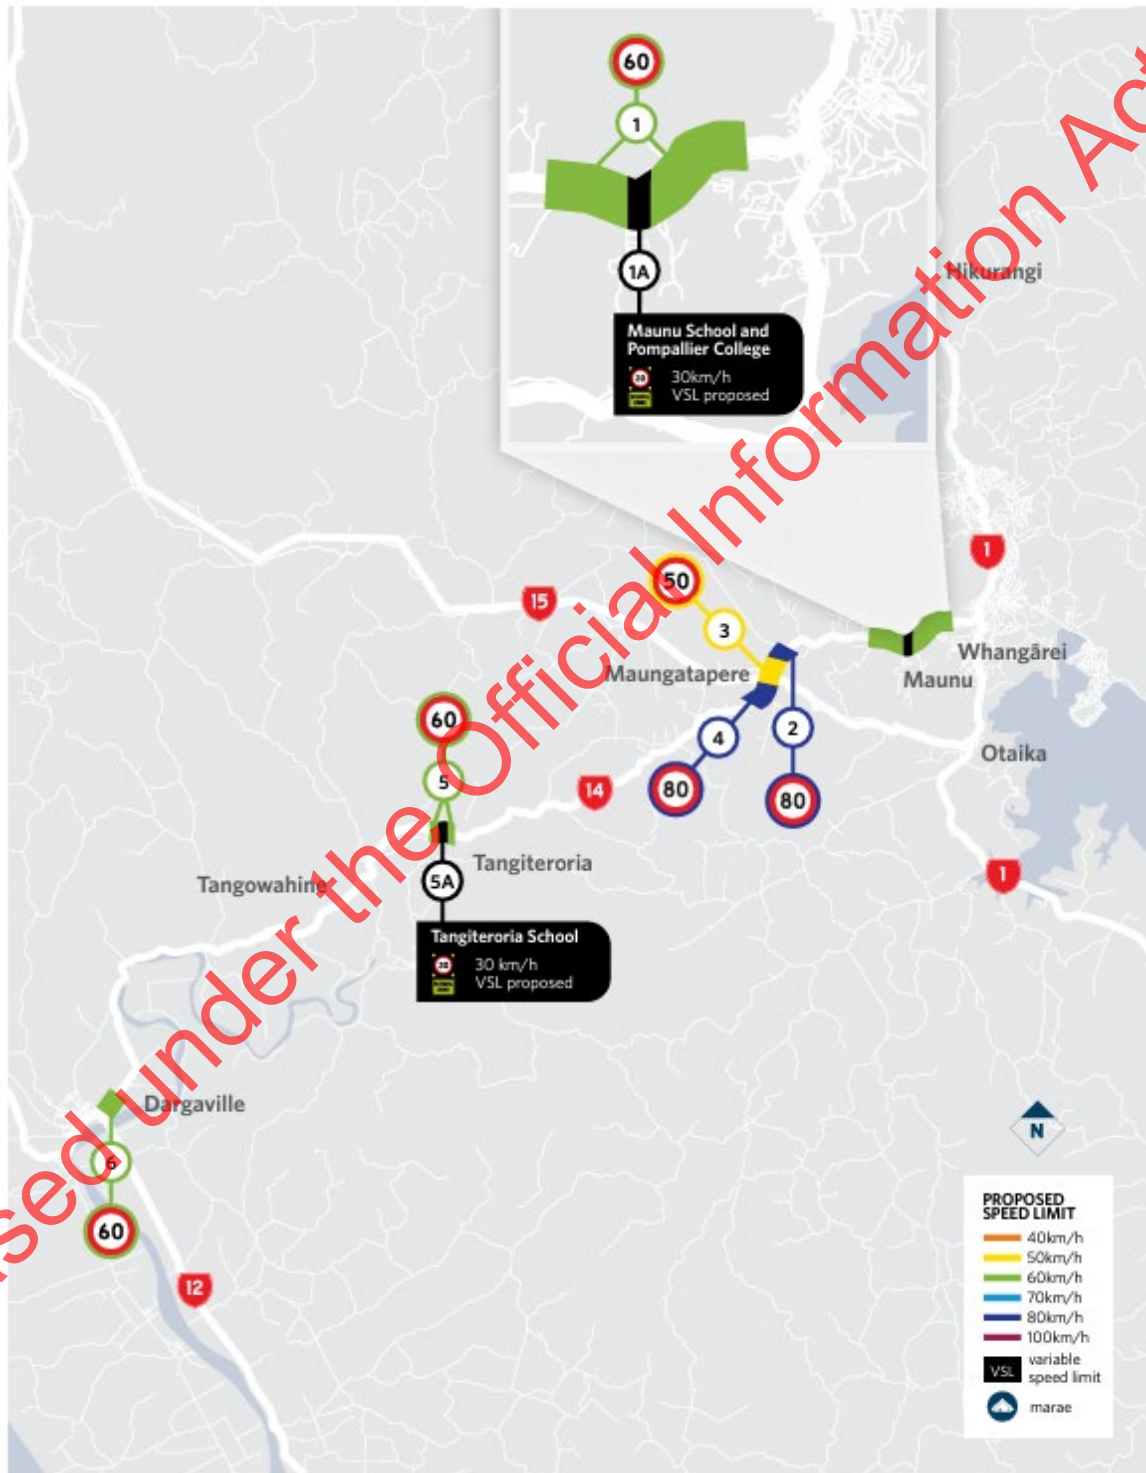 60
1
1A
Maunu School and
Pompallier College
30
30km/h
VSL proposed
Hikurangi
1
15
50
3
Maungatapere
Whangārei
Maunu
4
2
80
80
Otaika
60
5
14
Tangiteroria
5A
Tangowahine
1
Tangiteroria School
30
30 km/h
VSL proposed
Dargaville
6
60
12
N
PROPOSED
SPEED LIMIT
40km/h
50km/h
60km/h
70km/h
80km/h
100km/h
VSL
variable
speed limit
marae
sed under the Official Information Act